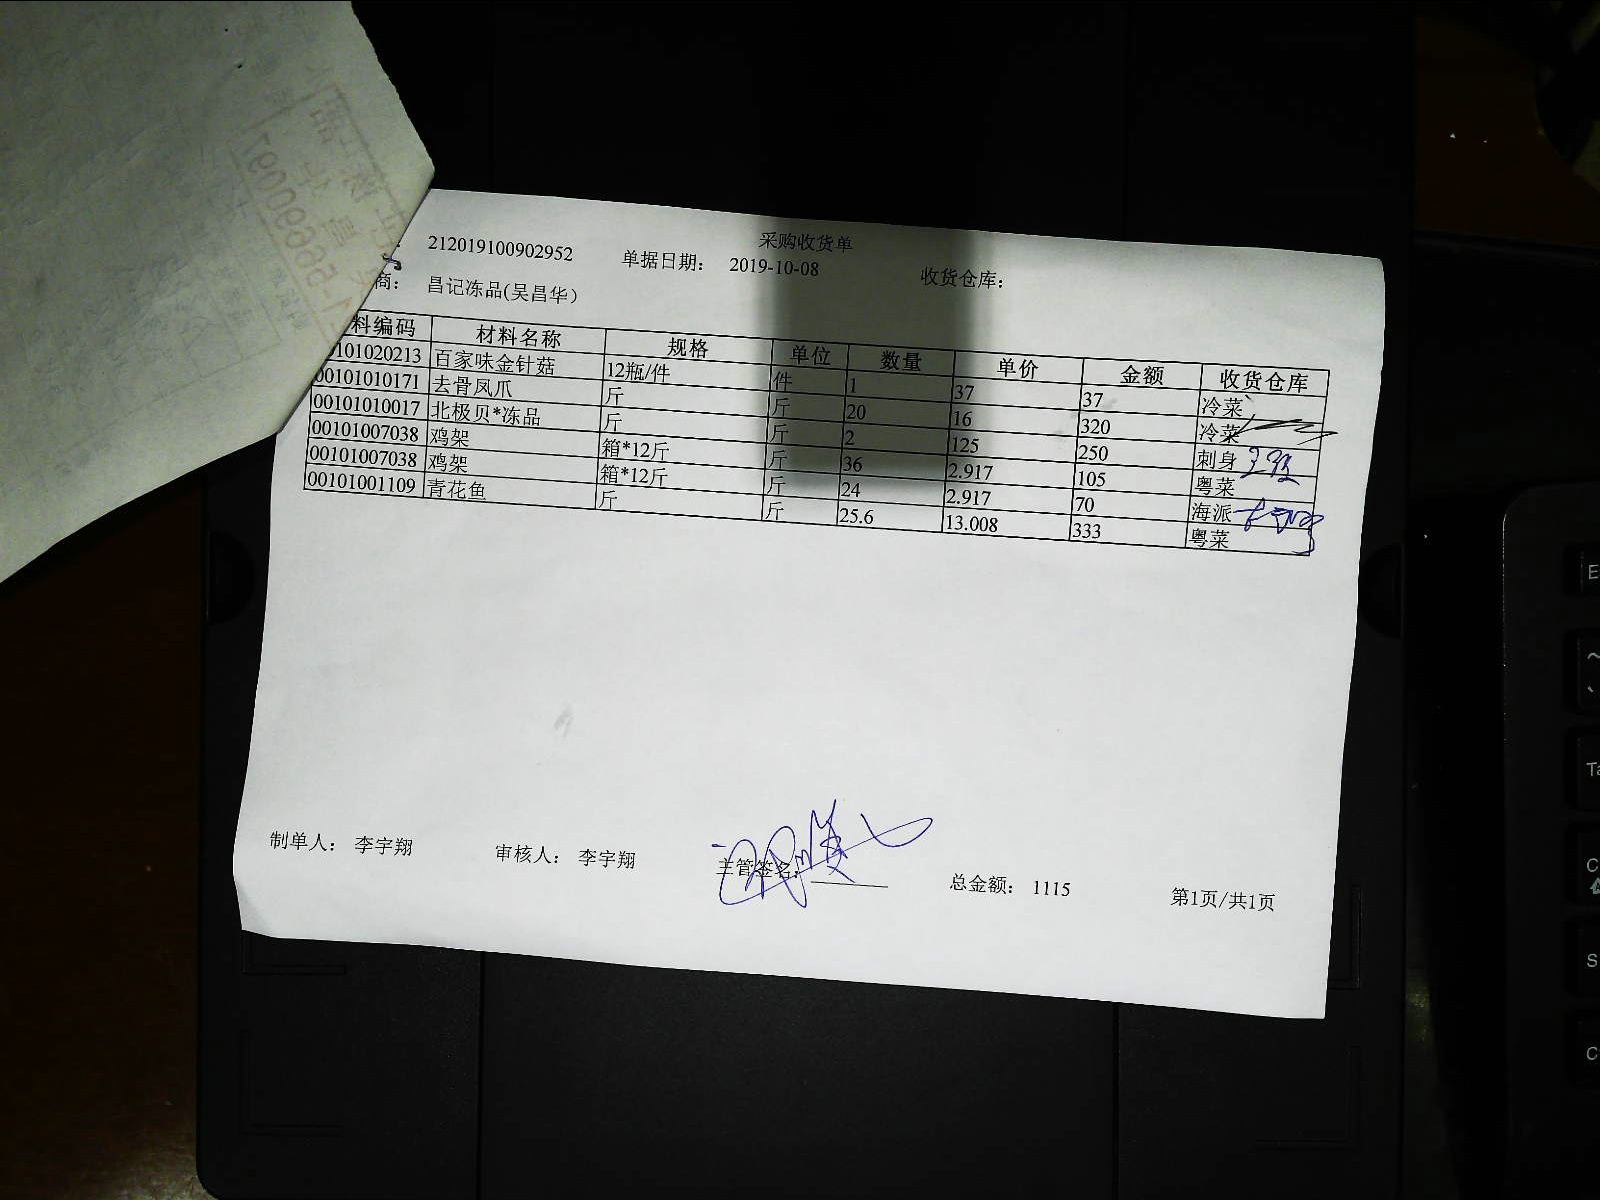 采购收货单
212019100902952 单据日期： 2019-10-08 收货仓库：
商： 昌记冻品(吴昌华）
料编码 材料名称 规格 单位 数量 单价 金额 收货仓库
0101020213 百家味金针菇 12瓶/件 件 1 37 37 冷菜
00101010171 去骨凤爪 斤 斤 20 16 320 冷菜
00101010017 北极贝*冻品 斤 斤 2 125 250 刺身
00101007038 鸡架 箱*12斤 斤 36 2.917 105 粤菜
00101007038 鸡架 箱*12斤 斤 24 2.917 70 海派
00101001109 青花鱼 斤 斤 25.6 13.008 333 粤菜
制单人： 李宇翔 审核人： 李宇翔 主管签名： 总金额： 1115 第1页/共1页